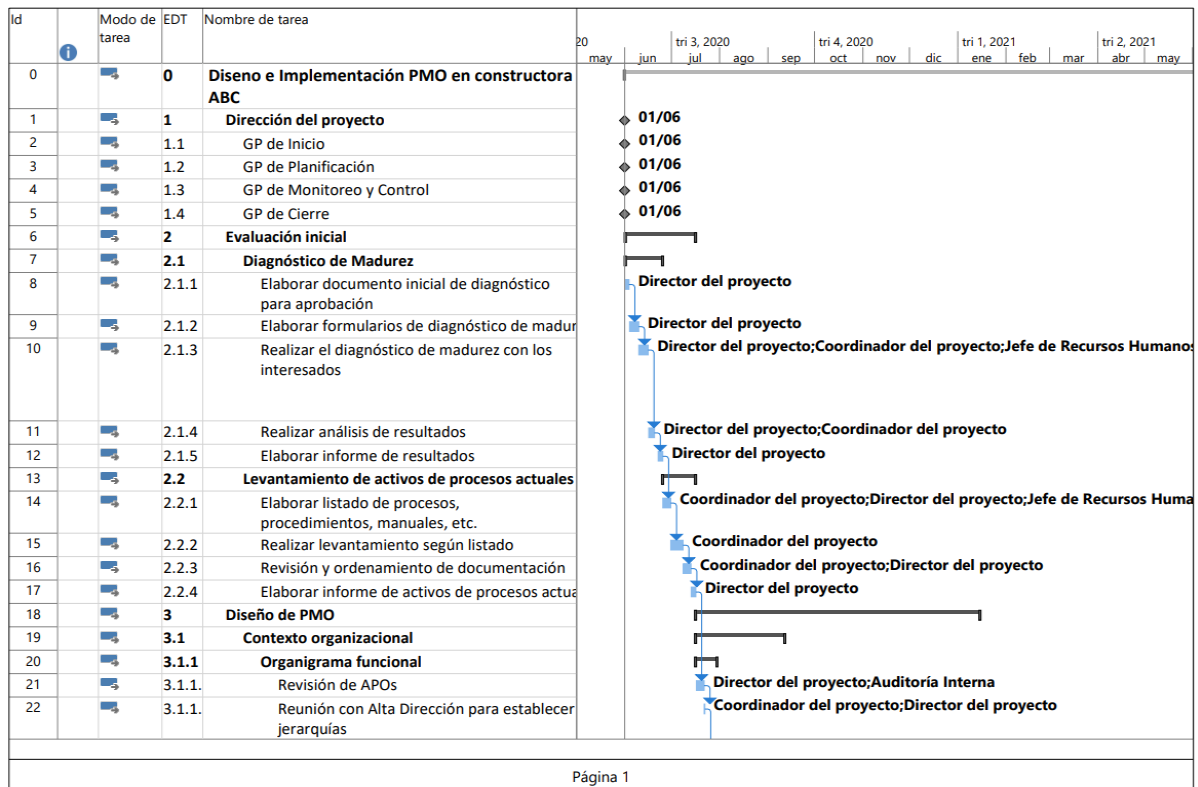 Id Modo de EDT Nombre de tarea
tarea
20 tri 3, 2020 tri 4, 2020 tri 1, 2021 tri 2, 2021
may jun jul ago sep oct nov dic ene feb mar abr may
0 0 Diseno e Implementación PMO en constructora
ABC
1 1 Dirección del proyecto 01/06
2 1.1 GP de Inicio 01/06
3 1.2 GP de Planificación 01/06
4 1.3 GP de Monitoreo y Control 01/06
5 1.4 GP de Cierre 01/06
6 2 Evaluación inicial
7 2.1 Diagnóstico de Madurez
8 2.1.1 Elaborar documento inicial de diagnóstico Director del proyecto
para aprobación
9 2.1.2 Elaborar formularios de diagnóstico de madur Director del proyecto
10 2.1.3 Realizar el diagnóstico de madurez con los Director del proyecto;Coordinador del proyecto;Jefe de Recursos Humanos
interesados
11 2.1.4 Realizar análisis de resultados Director del proyecto;Coordinador del proyecto
12 2.1.5 Elaborar informe de resultados Director del proyecto
13 2.2 Levantamiento de activos de procesos actuales
14 2.2.1 Elaborar listado de procesos, Coordinador del proyecto;Director del proyecto;Jefe de Recursos Huma
procedimientos, manuales, etc.
15 2.2.2 Realizar levantamiento según listado Coordinador del proyecto
16 2.2.3 Revisión y ordenamiento de documentación Coordinador del proyecto;Director del proyecto
17 2.2.4 Elaborar informe de activos de procesos actua Director del proyecto
18 3 Diseño de PMO
19 3.1 Contexto organizacional
20 3.1.1 Organigrama funcional
21 3.1.1. Revisión de APOs Director del proyecto;Auditoría Interna
22 3.1.1. Reunión con Alta Dirección para establecer Coordinador del proyecto;Director del proyecto
jerarquías
Página 1